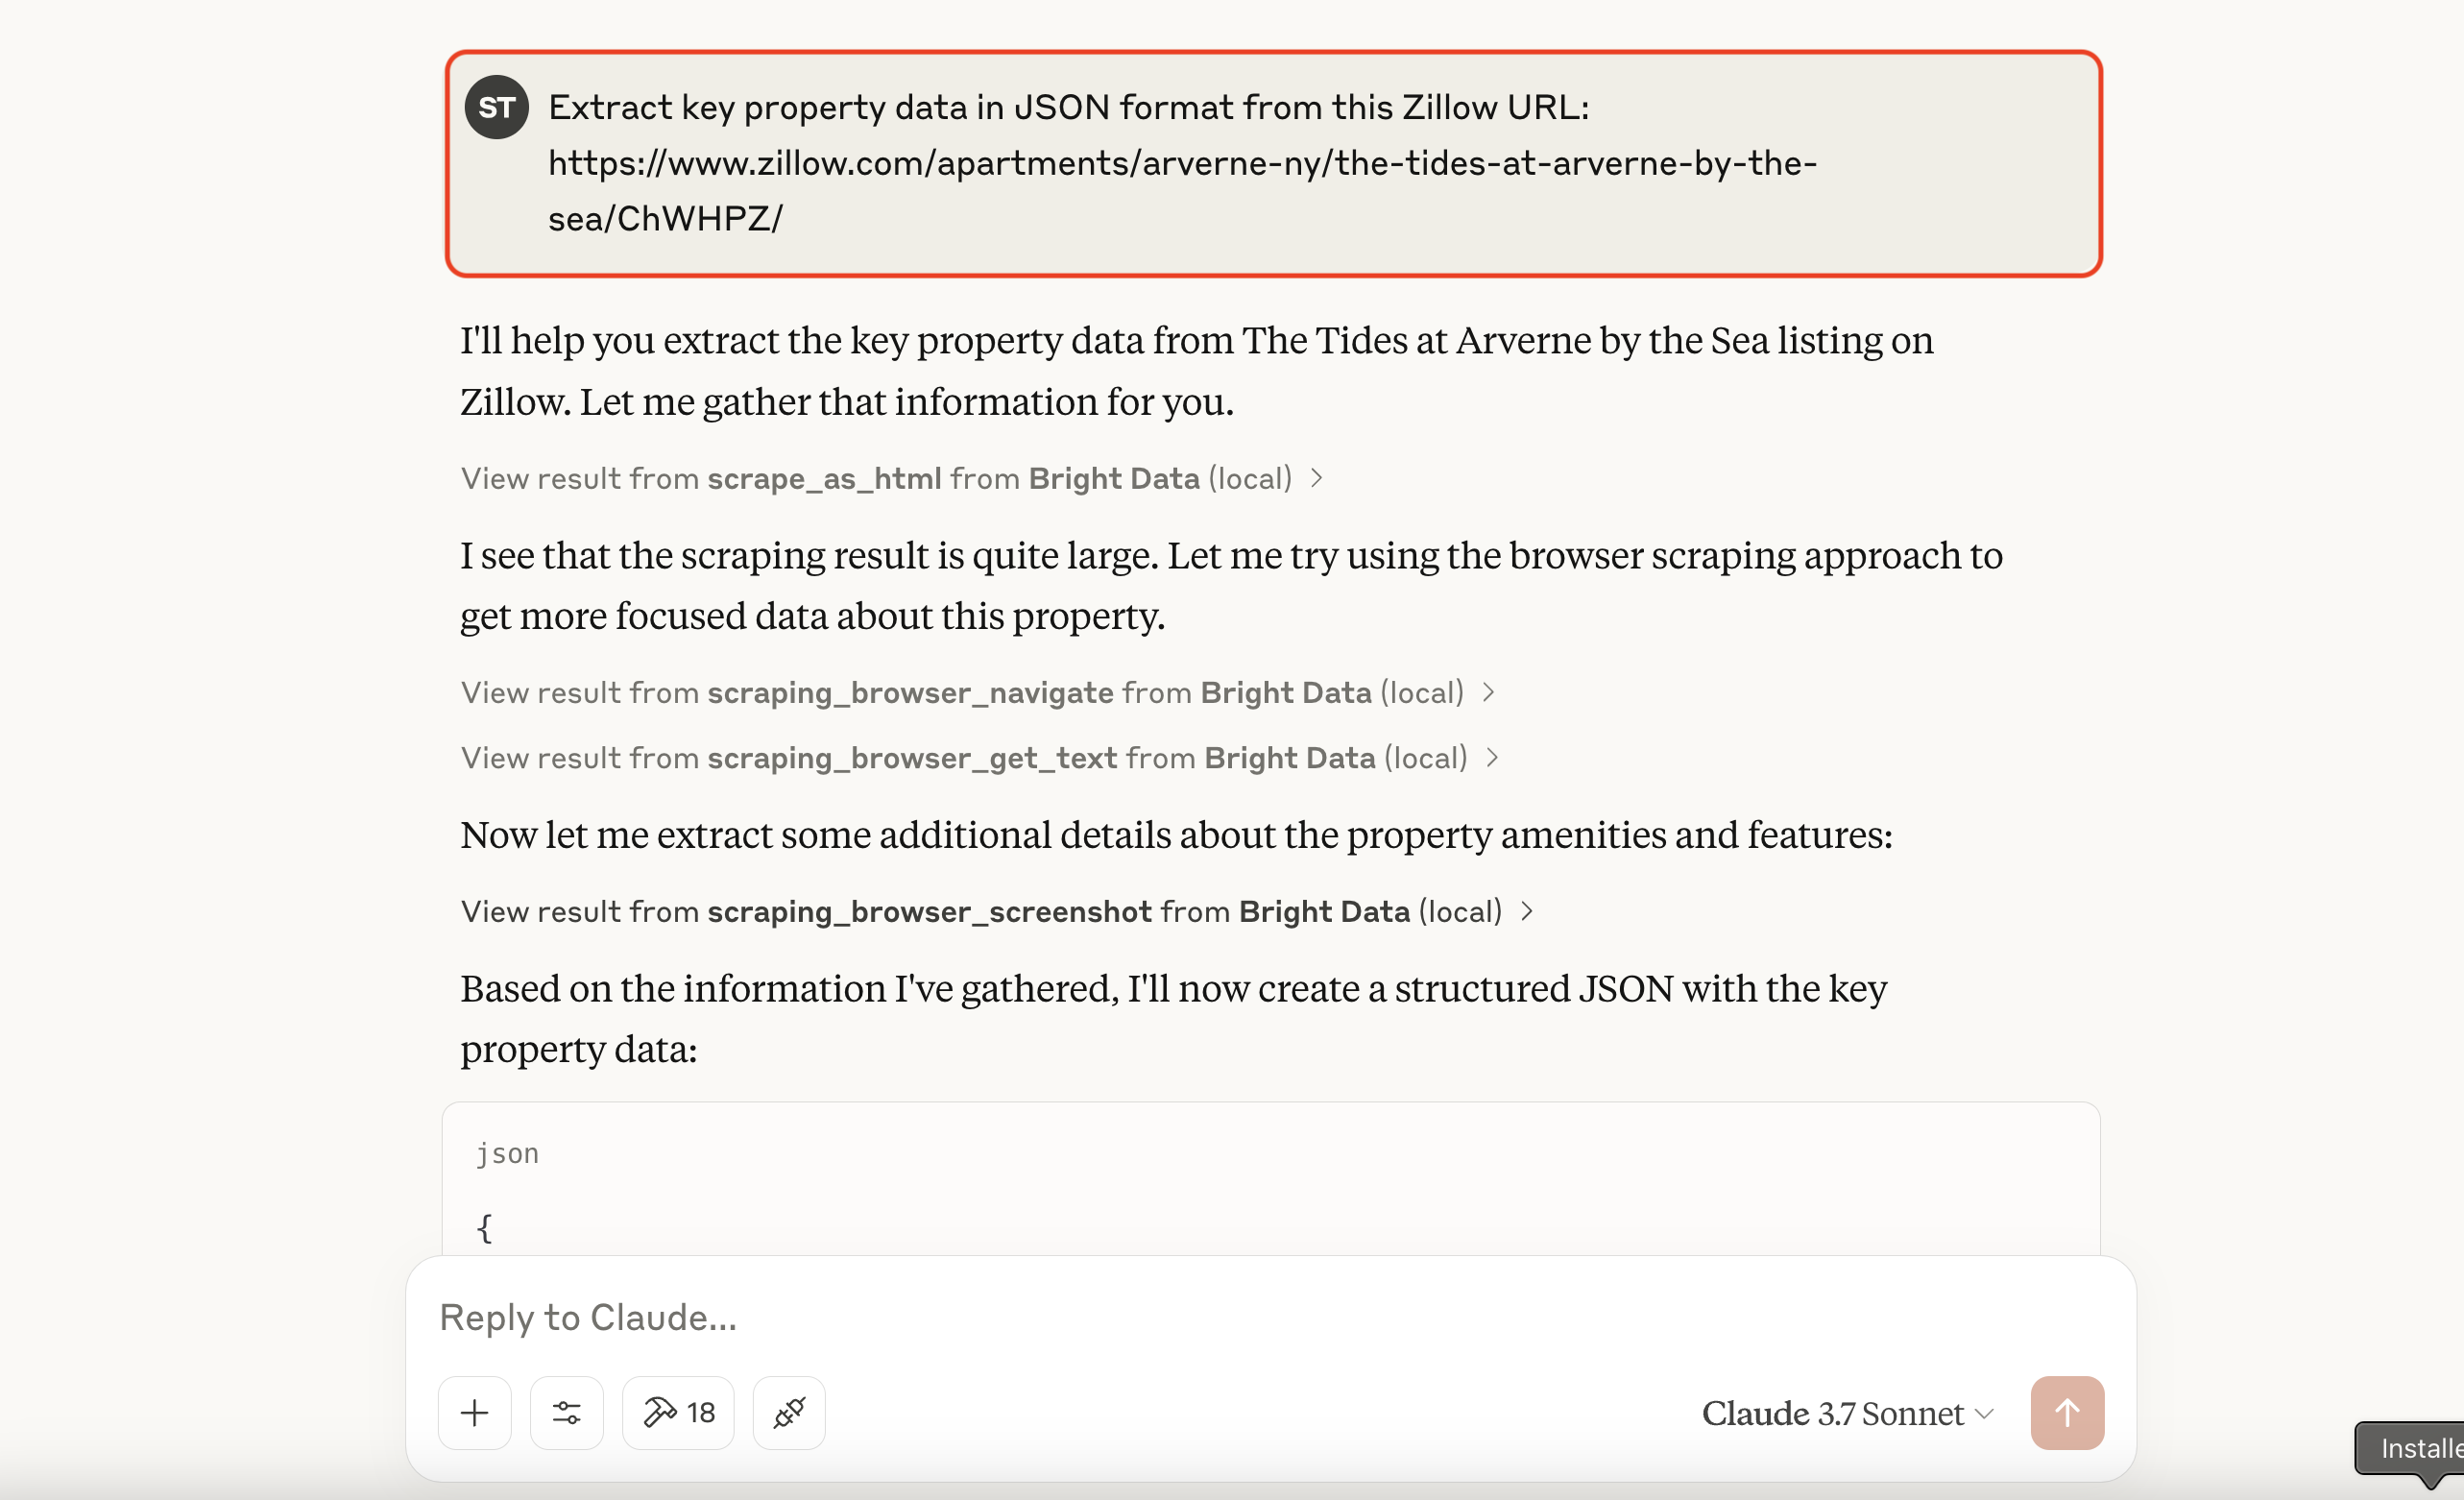 ST
Extract key property data in JSON format from this Zillow URL:
https://www.zillow.com/apartments/arverne-ny/the-tides-at-arverne-by-the-
sea/ChWHPZ/
I'll help you extract the key property data from The Tides at Arverne by the Sea listing on
Zillow. Let me gather that information for you.
View result from scrape_as_html from Bright Data (local)
I see that the scraping result is quite large. Let me try using the browser scraping approach to
get more focused data about this property.
View result from scraping_browser_navigate from Bright Data (local)
View result from scraping_browser_get_text from Bright Data (local)
Now let me extract some additional details about the property amenities and features:
View result from scraping_browser_screenshot from Bright Data (local)
Based on the information I've gathered, I'll now create a structured JSON with the key
property data:
json
{
Reply to Claude...
18
Claude 3.7 Sonnet